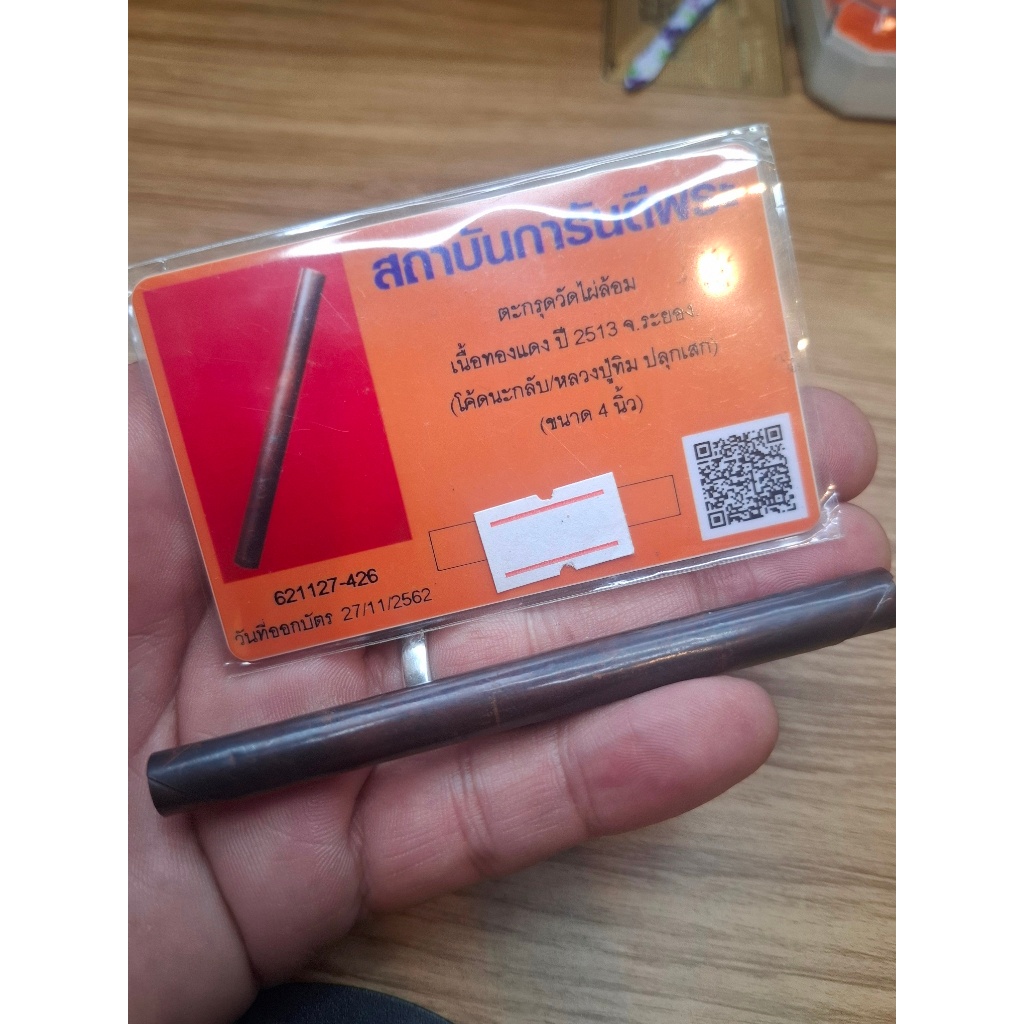 สถาบันการันตีพระ
ตะกรุดวัดไผ่ล้อม
เนื้อทองแดง ปี 2513 จ.ระยอง
(โค้ดนะกลับ/หลวงปู่ทิม ปลุกเสก)
(ขนาด 4 นิ้ว)
621127-426
วันที่ออกบัตร 27/11/2562